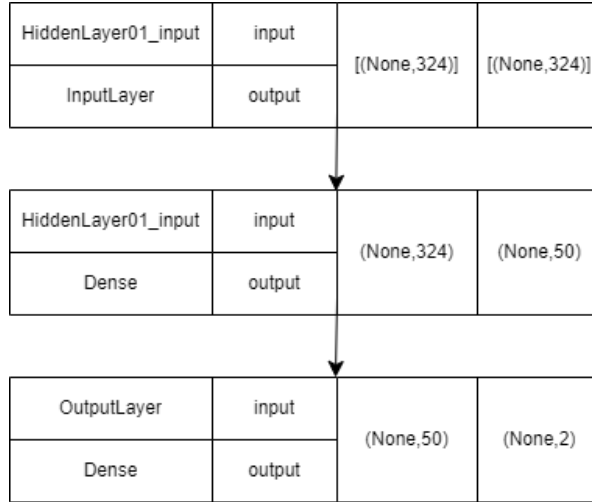 HiddenLayer01_input input
[(None,324)] [(None,324)]
InputLayer output
HiddenLayer01_input input
(None,324) (None,50)
Dense output
OutputLayer input
(None,50) (None,2)
Dense output